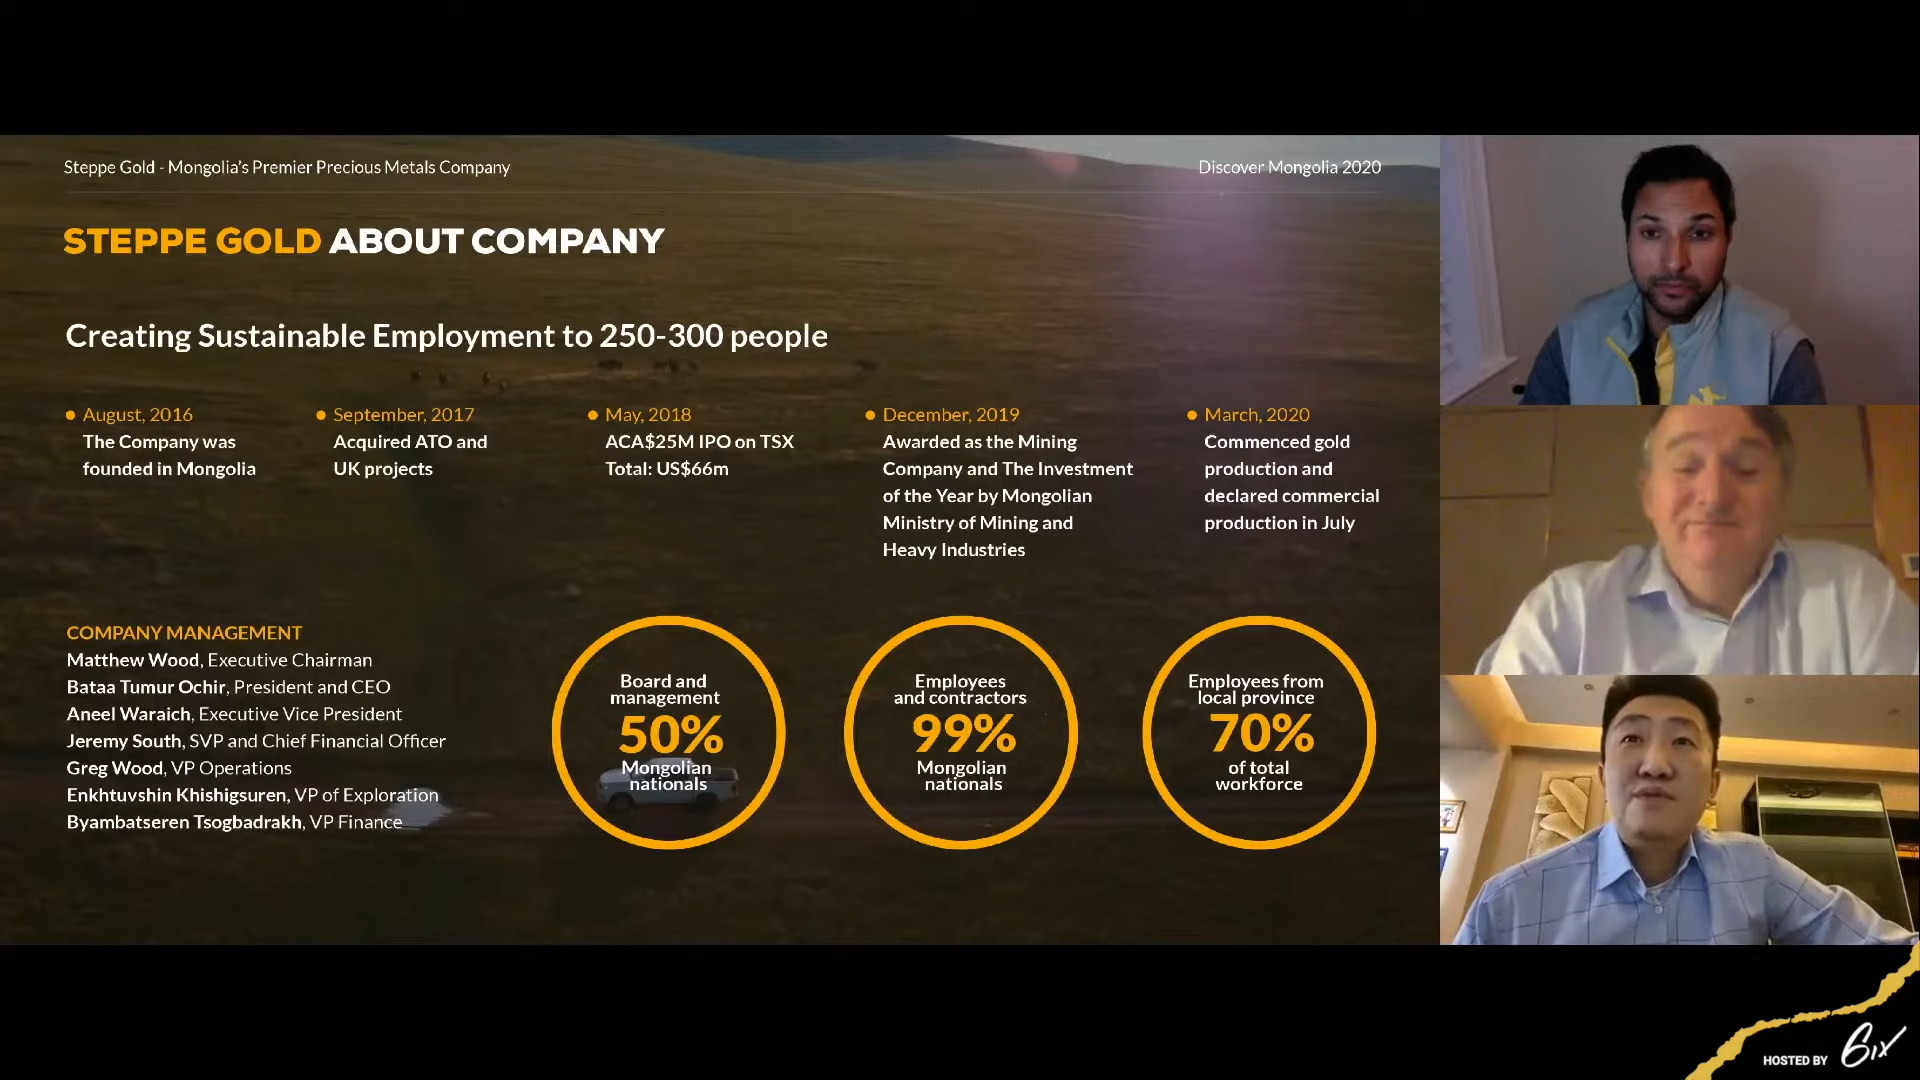 Steppe Gold - Mongolia's Premier Precious Metals Company
Discover Mongolia 2020
STEPPE GOLD ABOUT COMPANY
Creating Sustainable Employment to 250-300 people
August, 2016
The Company was
founded in Mongolia
September, 2017
Acquired ATO and
UK projects
May, 2018
ACA$25M IPO on TSX
Total: US$66m
December, 2019
Awarded as the Mining
Company and The Investment
of the Year by Mongolian
Ministry of Mining and
Heavy Industries
March, 2020
Commenced gold
production and
declared commercial
production in July
COMPANY MANAGEMENT
Matthew Wood, Executive Chairman
Bataa Tumur Ochir, President and CEO
Aneel Waraich, Executive Vice President
Jeremy South, SVP and Chief Financial Officer
Greg Wood, VP Operations
Enkhtuvshin Khishigsuren, VP of Exploration
Byambatseren Tsogbadrakh, VP Finance
Board and
management
50%
Mongolian
nationals
Employees
and contractors
99%
Mongolian
nationals
Employees from
local province
70%
of total
workforce
HOSTED BY 6ix